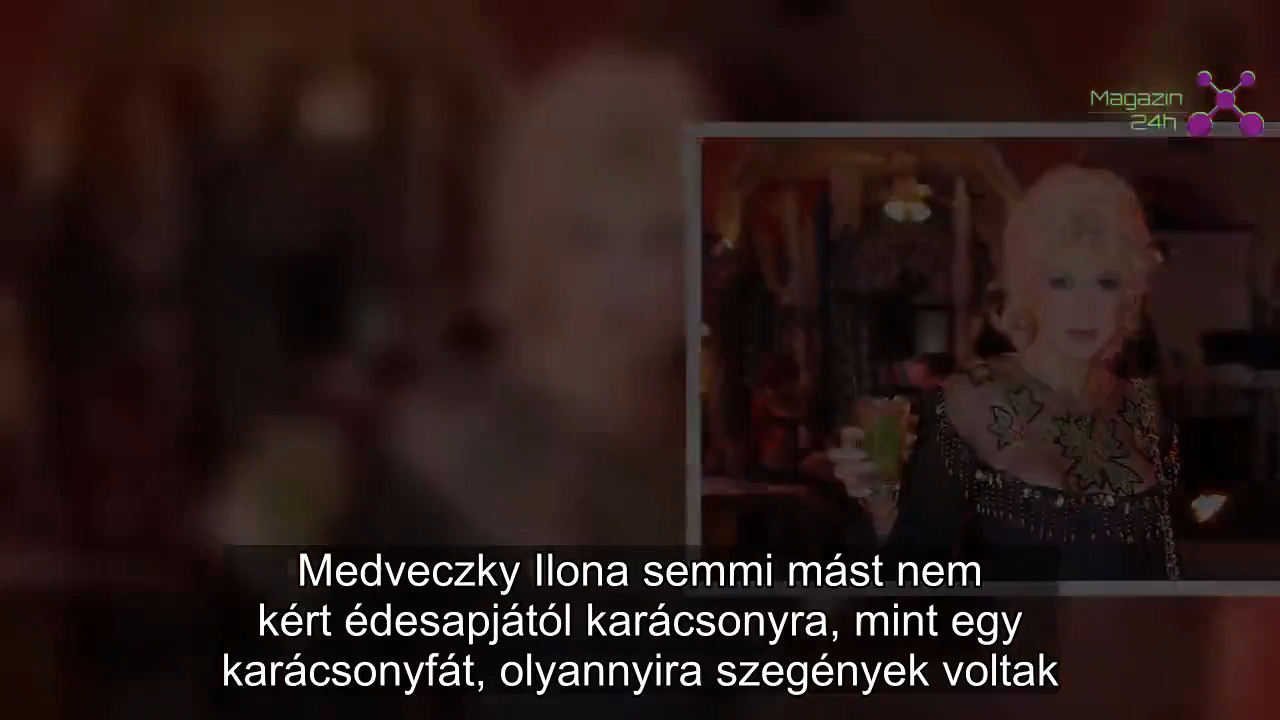 Magazin
24h
Medveczky Ilona semmi mást nem
kért édesapjától karácsonyra, mint egy
karácsonyfát, olyannyira szegények voltak